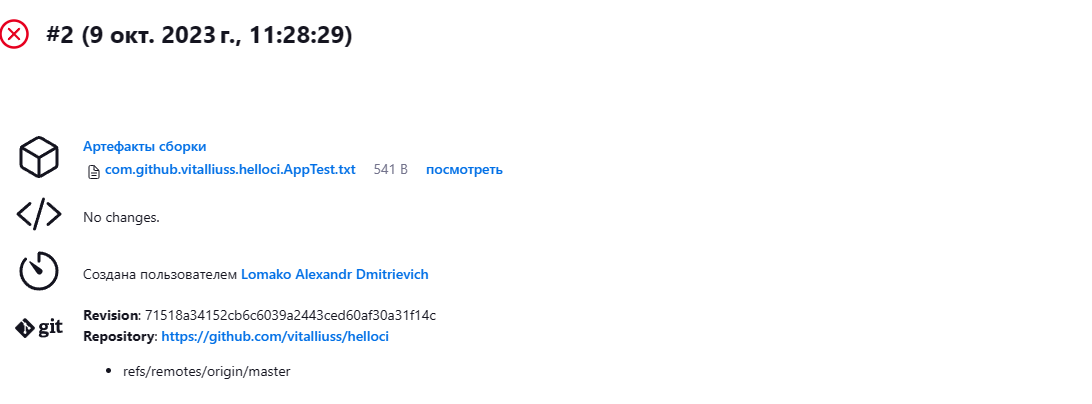 #2 (9 окт. 2023 г., 11:28:29)
Артефакты сборки
com.github.vitalliuss.helloci.AppTest.txt 541 B посмотреть
No changes.
Создана пользователем Lomako Alexandr Dmitrievich
git
Revision: 71518a34152cb6c6039a2443ced60af30a31f14c
Repository: https://github.com/vitalliuss/helloci
refs/remotes/origin/master